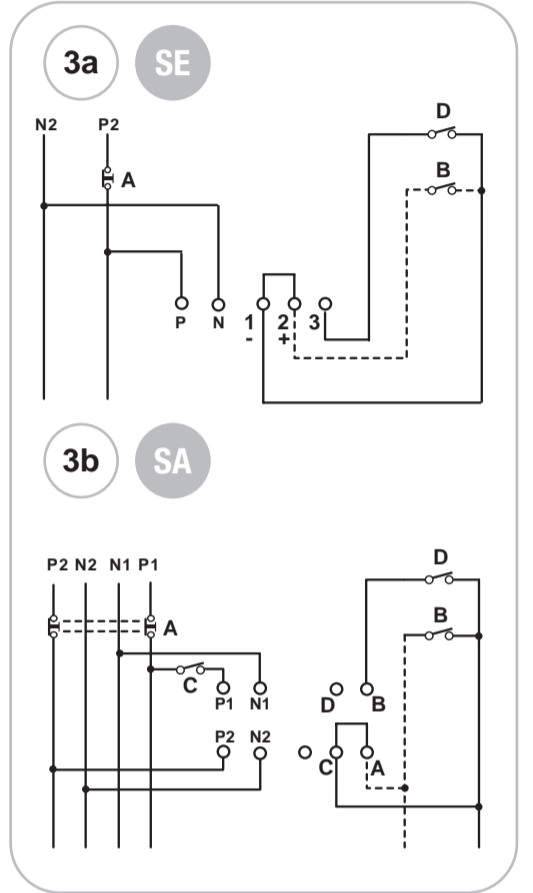 3a SE
N2 P2
D
A
B
P N 1 2 3
- +
3b SA
P2 N2 N1 P1
D
A
B
C
P1 N1
D B
P2 N2
C A